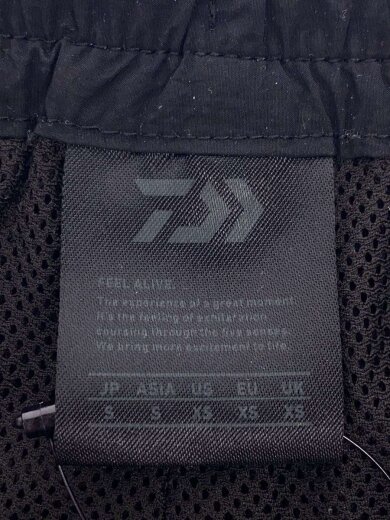 FEEL ALIVE.
The experience of a great moment
It's the feeling of exhilaration
coursing through the five senses.
We bring more excitement to life.
JP ASIA US EU UK
S S XS XS XS